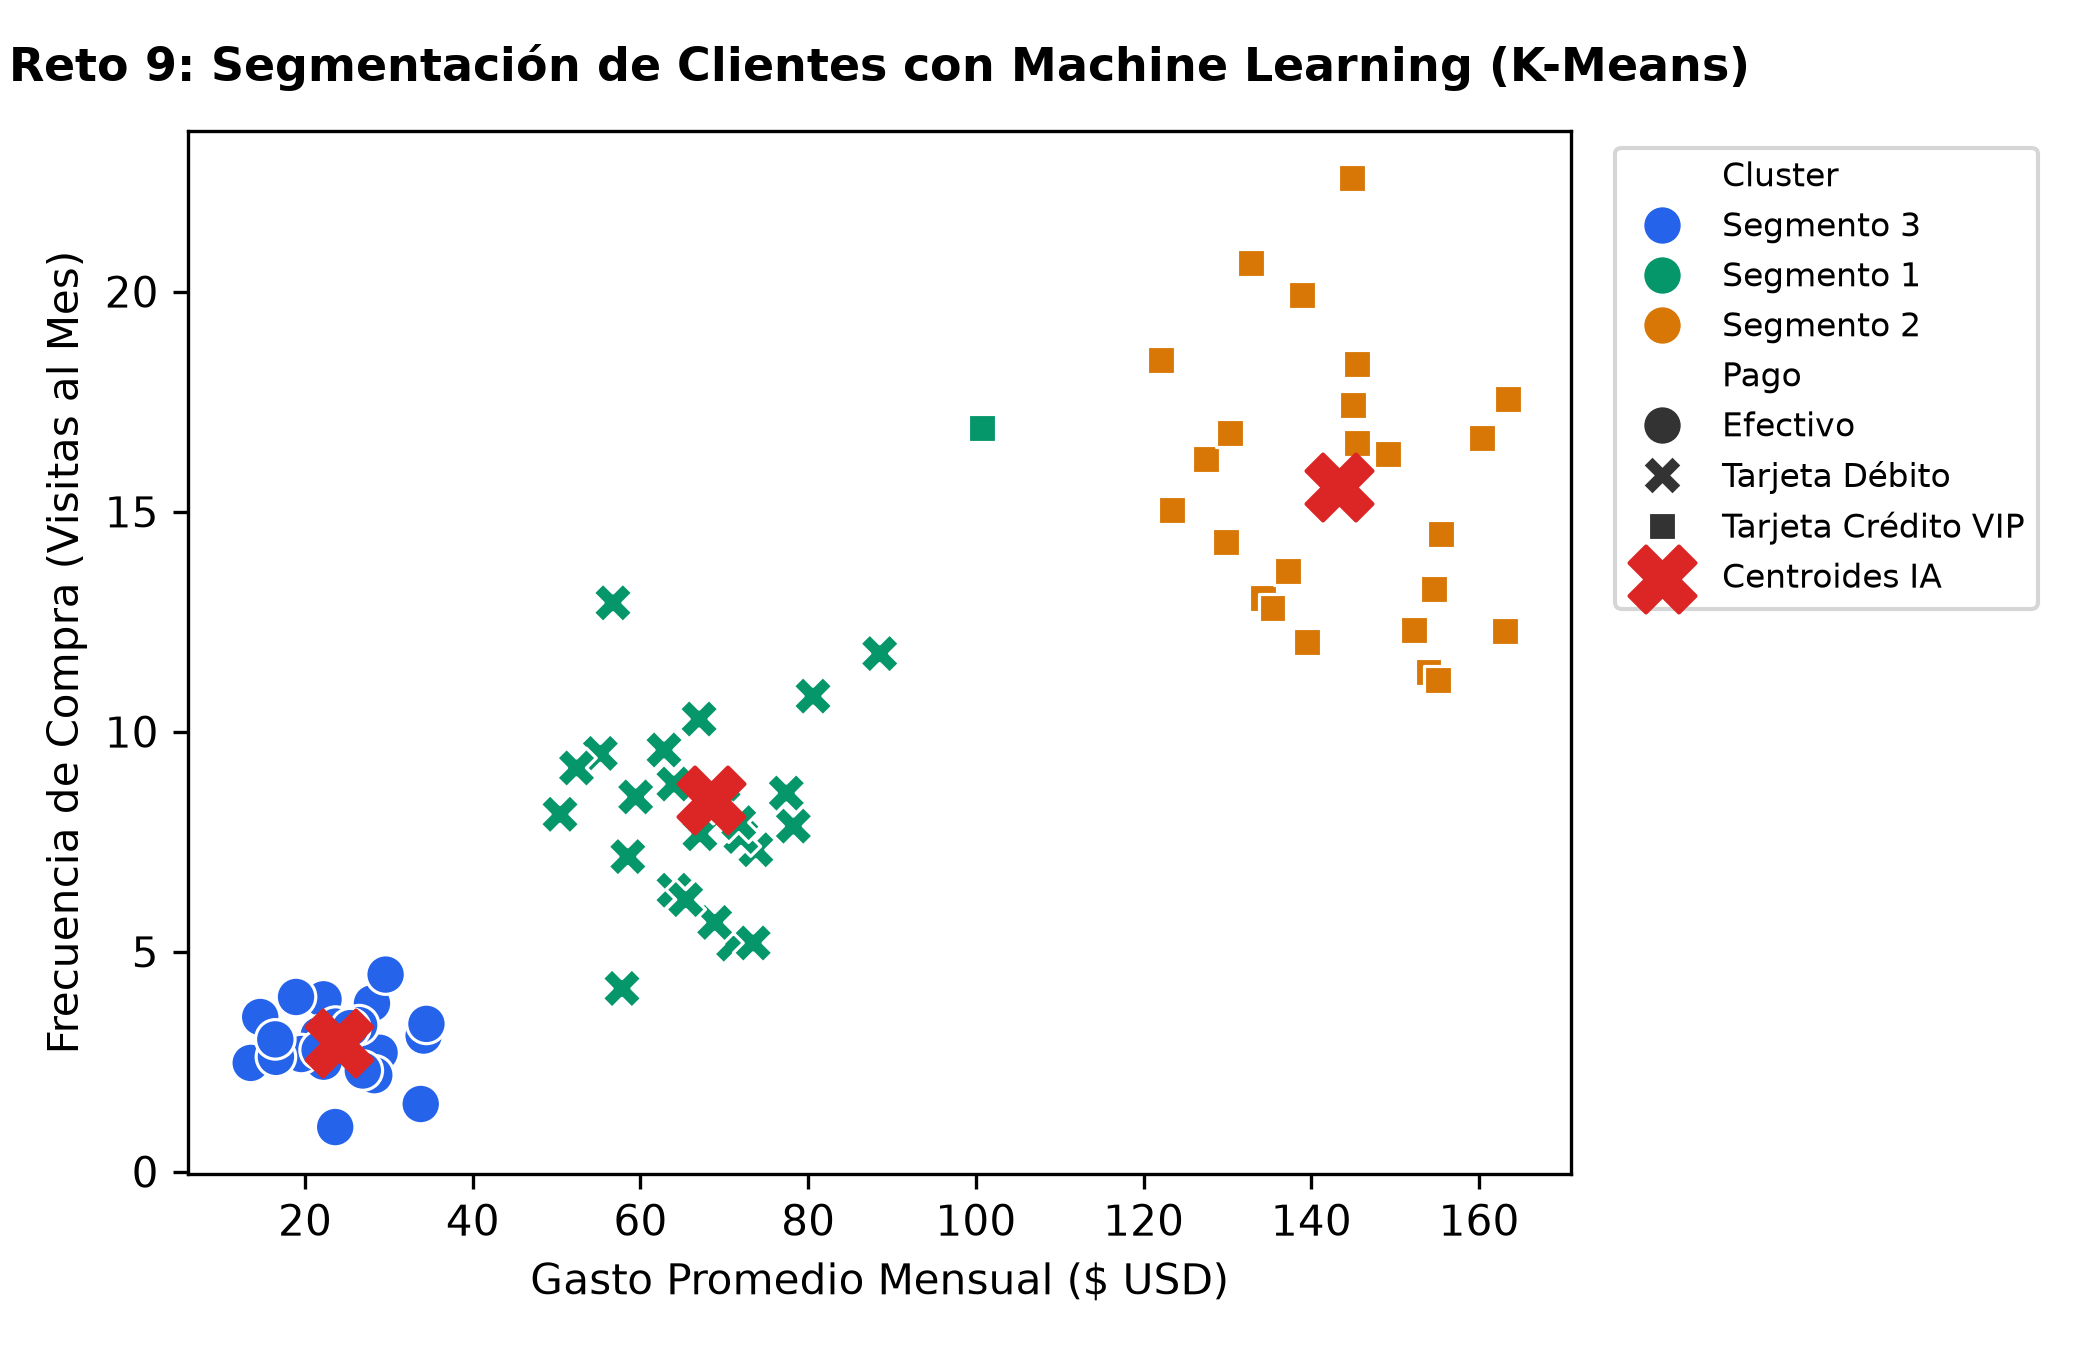 Reto 9: Segmentación de Clientes con Machine Learning (K-Means)
Frecuencia de Compra (Visitas al Mes)
20
15
10
5
0
20 40 60 80 100 120 140 160
Gasto Promedio Mensual ($ USD)
Cluster
Segmento 3
Segmento 1
Segmento 2
Pago
Efectivo
Tarjeta Débito
Tarjeta Crédito VIP
Centroides IA